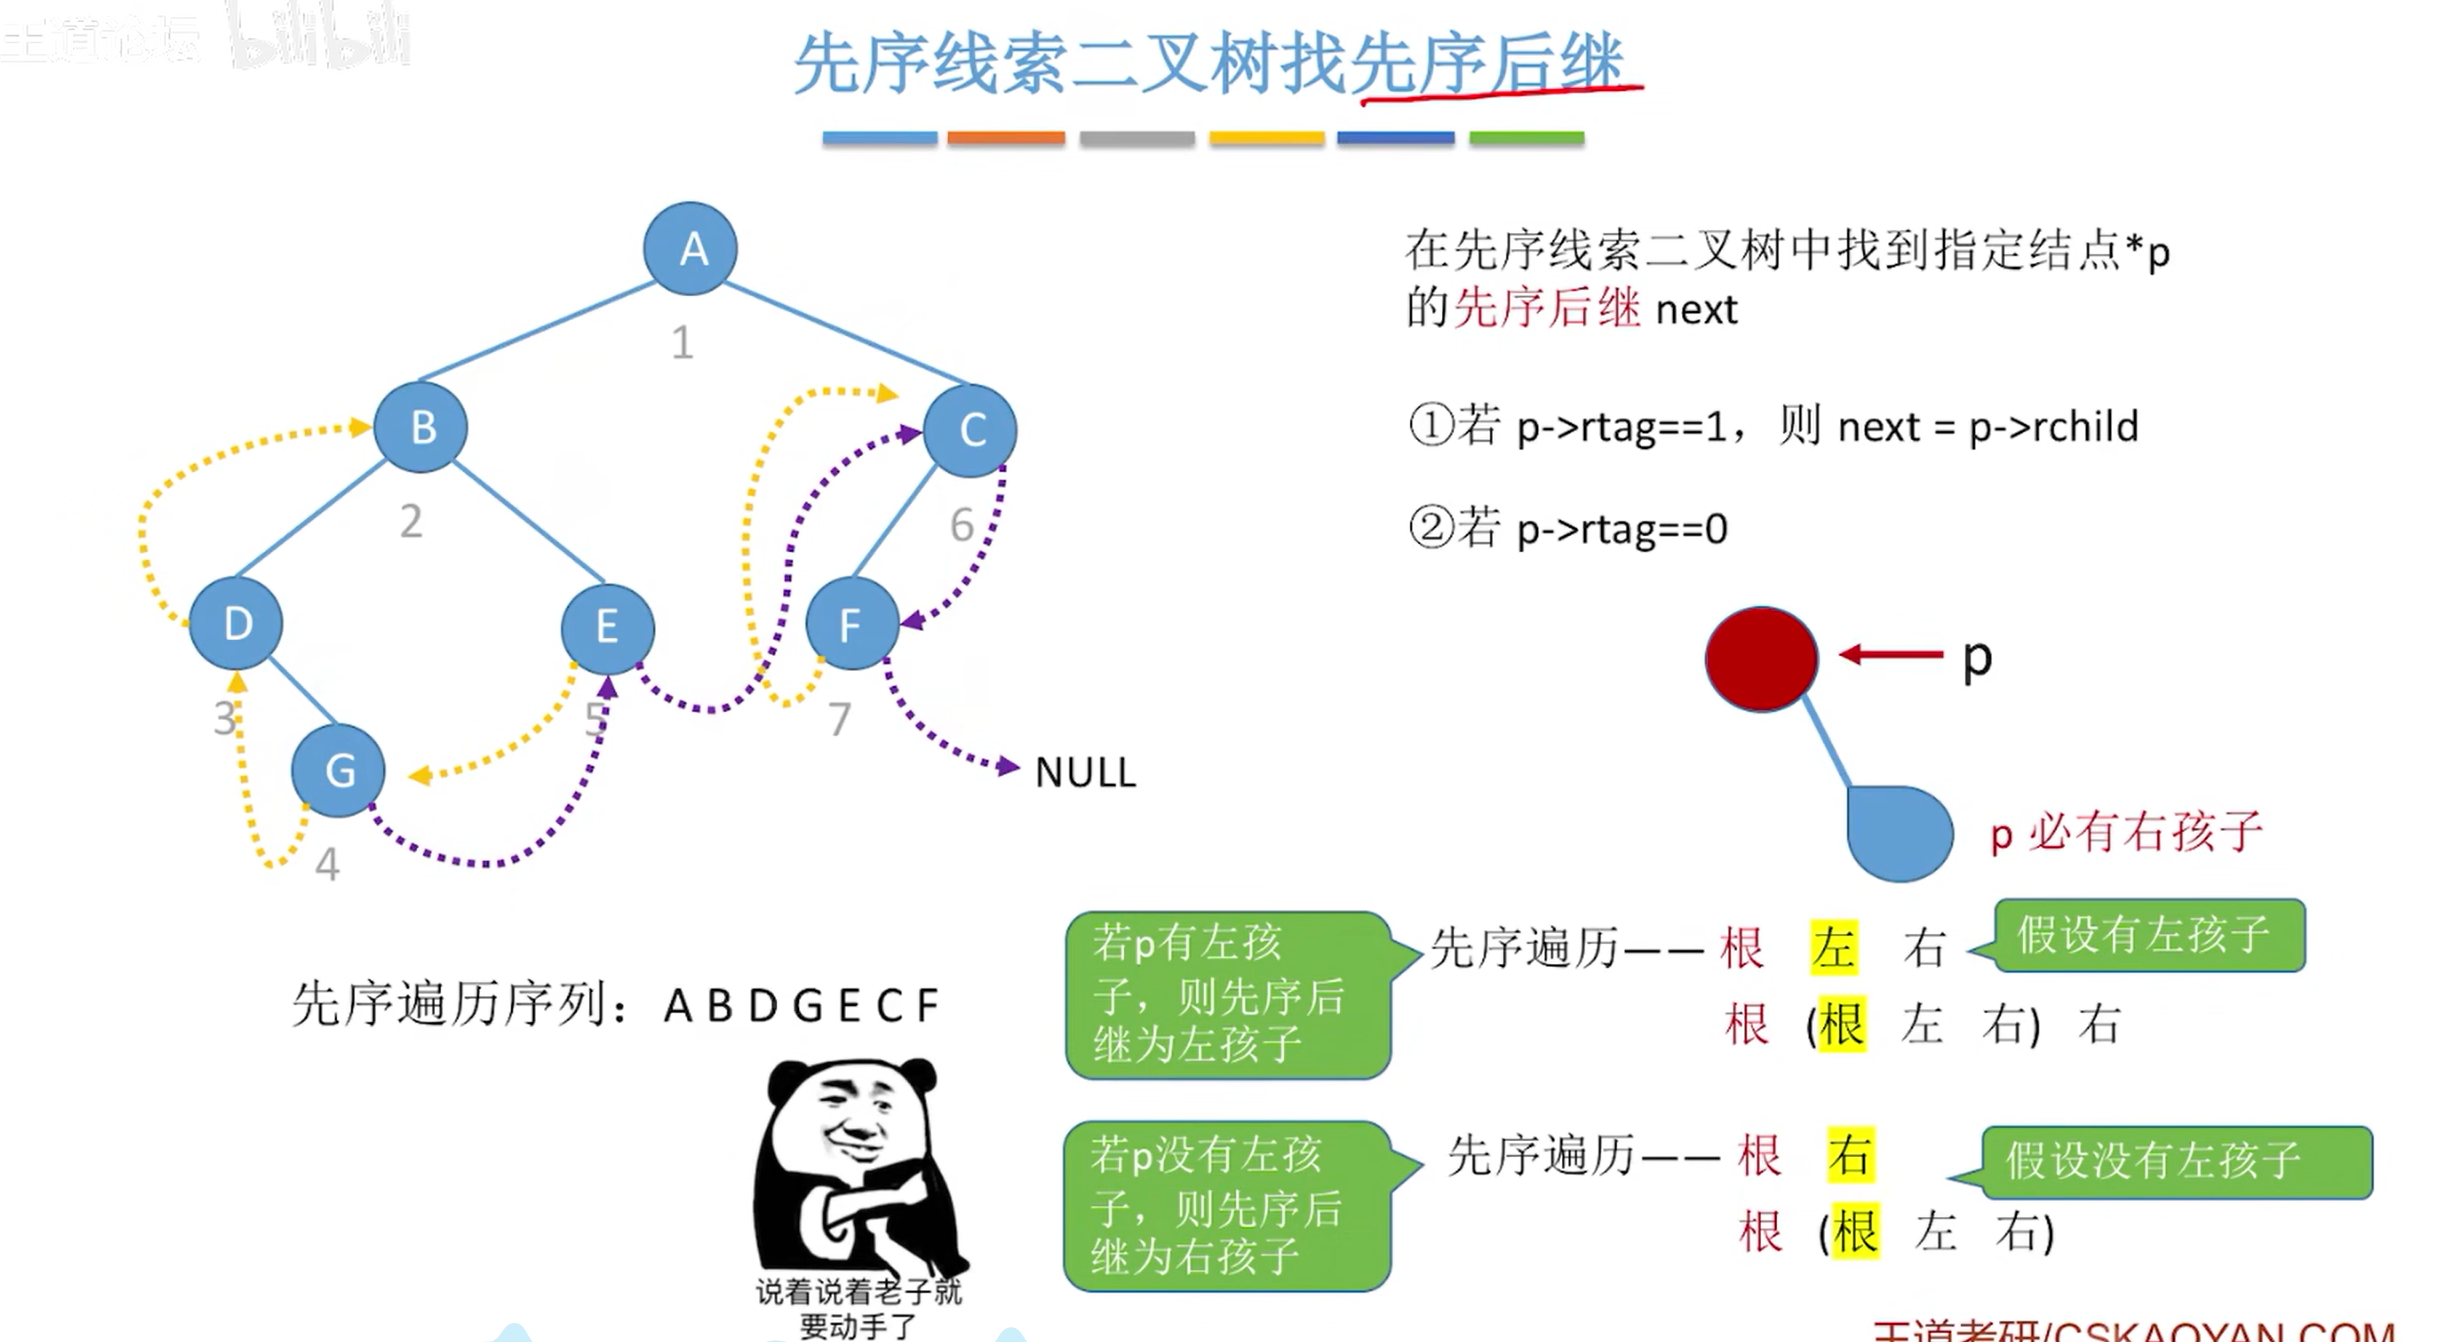 王道论坛 bilibili
先序线索二叉树找先序后继
A
1
B
C
2
6
D
E
F
3
5
7
G
4
NULL
先序遍历序列：A B D G E C F
说着说着老子就
要动手了
在先序线索二叉树中找到指定结点*p
的先序后继 next
①若 p->rtag==1，则 next = p->rchild
②若 p->rtag==0
p
p 必有右孩子
若p有左孩
子，则先序后
继为左孩子
先序遍历—— 根 左 右
假设有左孩子
根 (根 左 右) 右
若p没有左孩
子，则先序后
继为右孩子
先序遍历—— 根 右
假设没有左孩子
根 (根 左 右)
王道考研/CSKAOYAN.COM